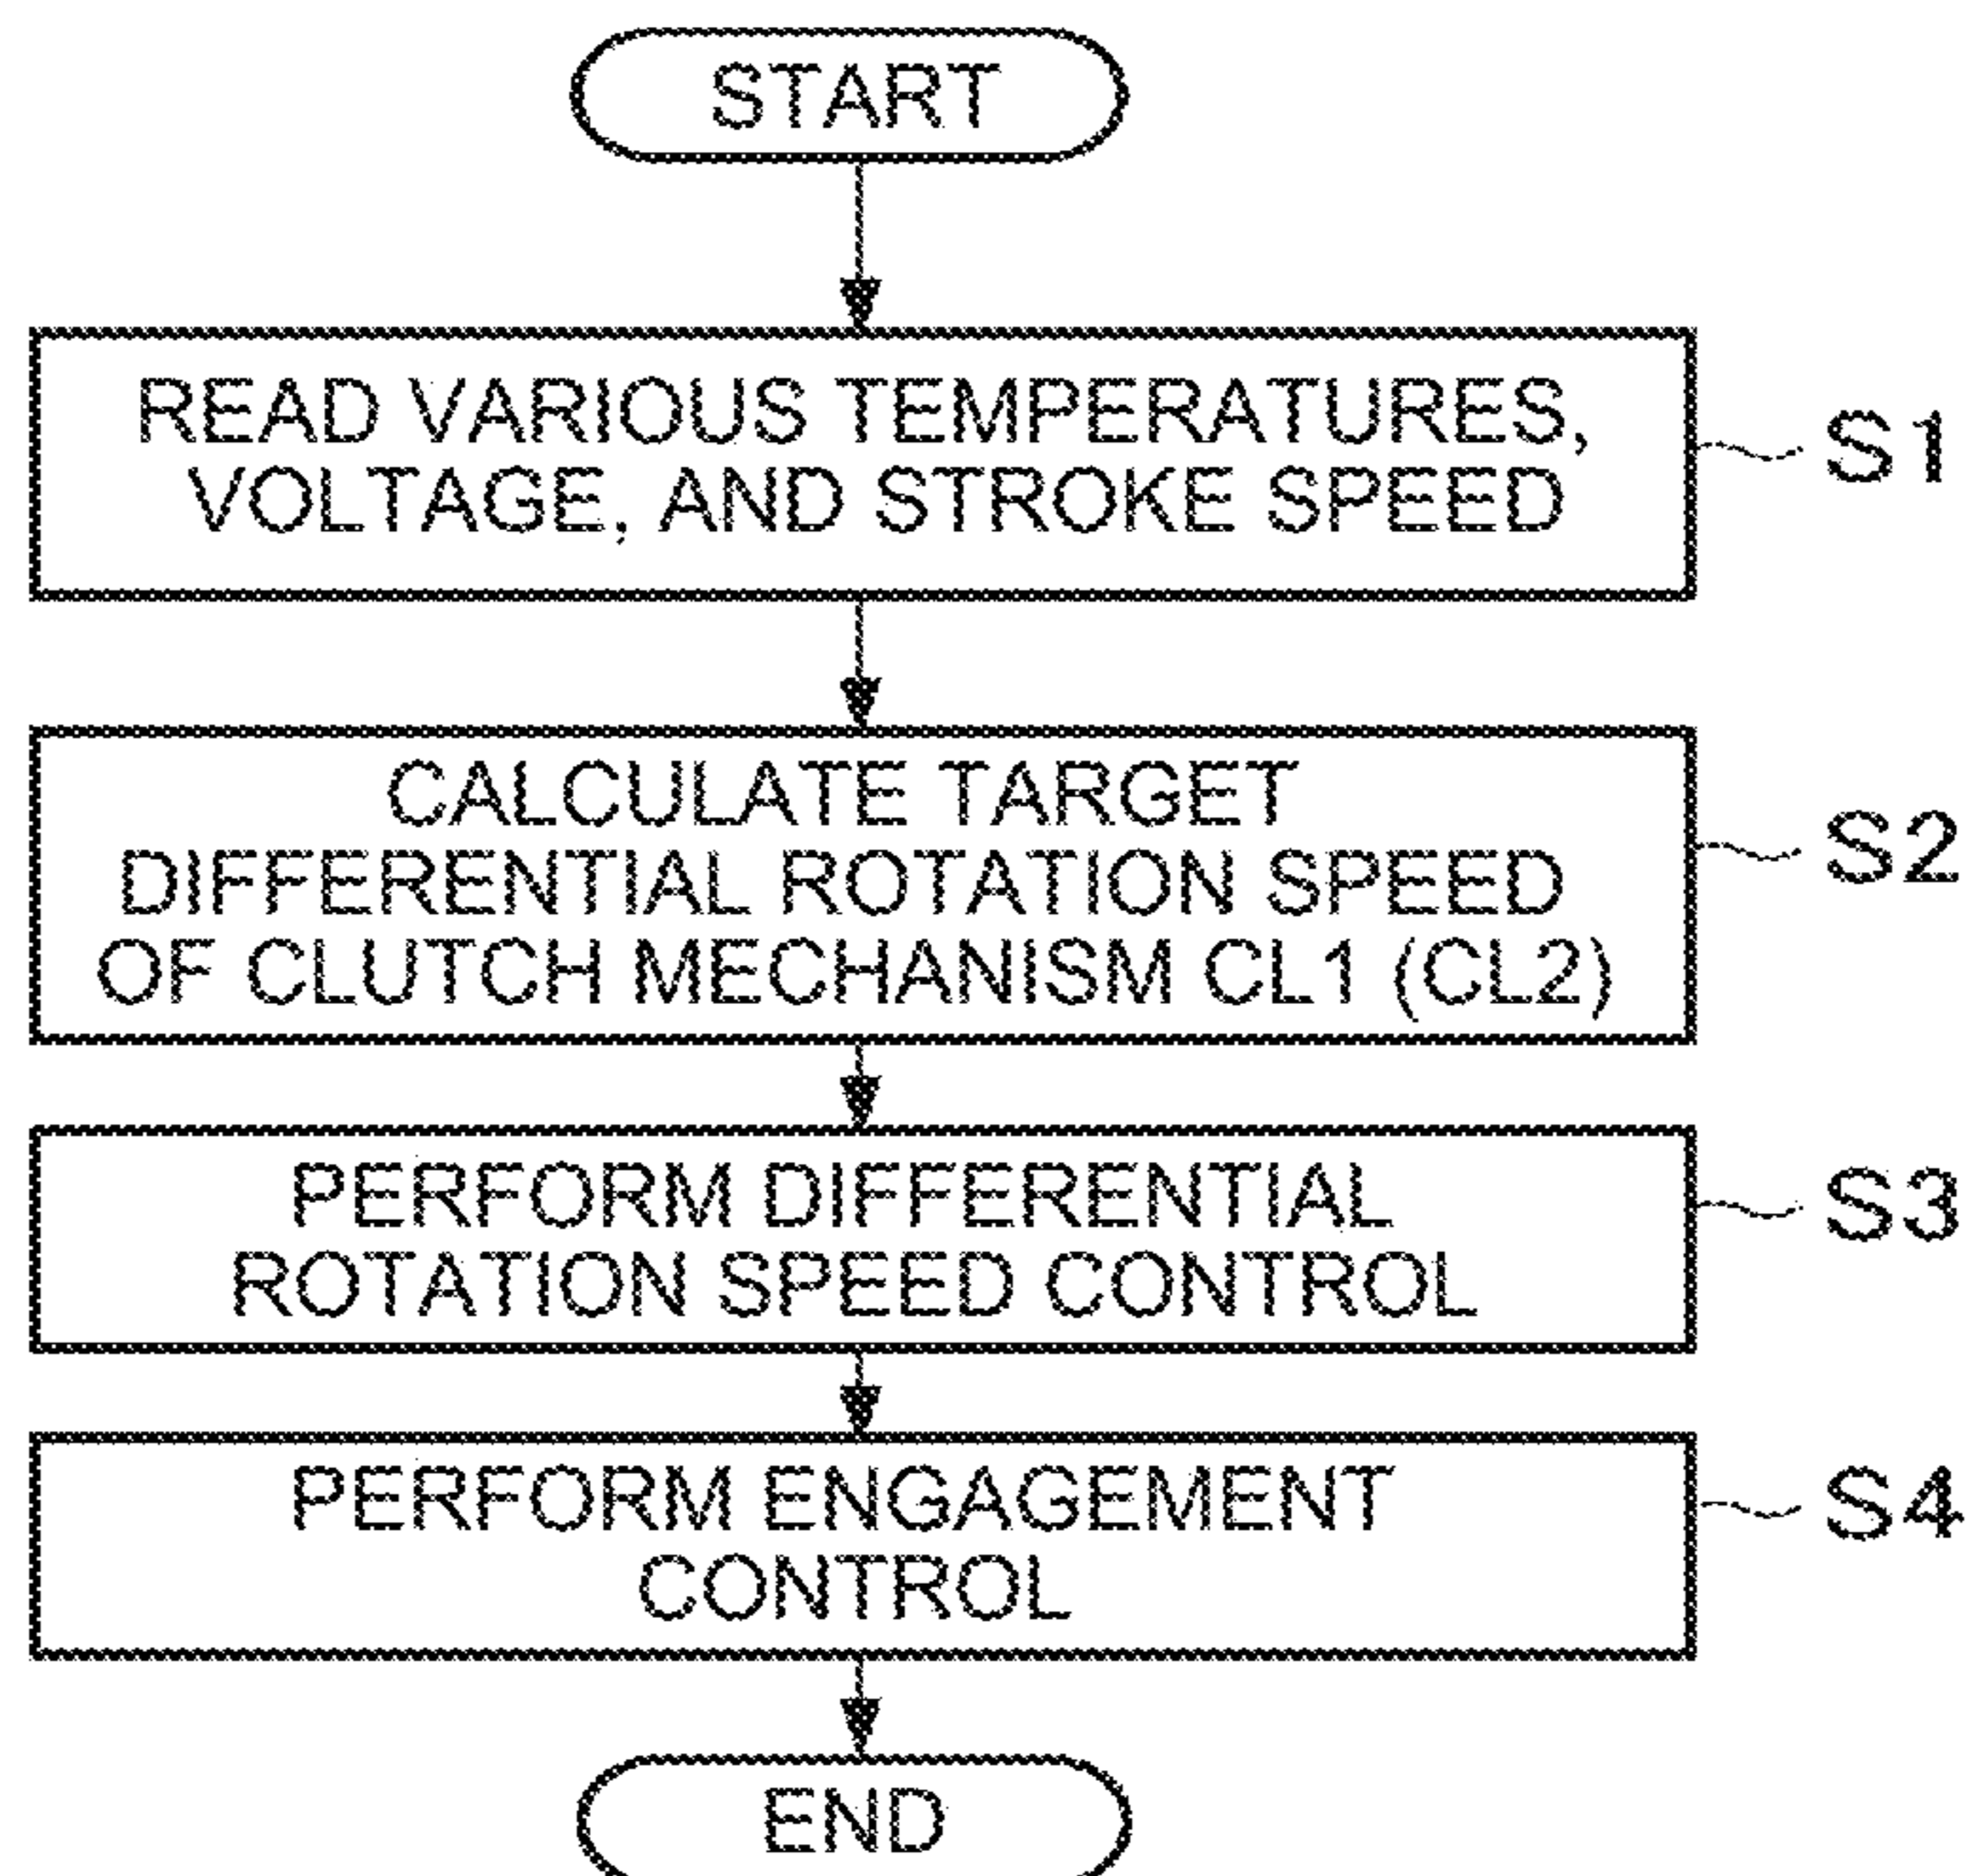 START
READ VARIOUS TEMPERATURES,
VOLTAGE, AND STROKE SPEED
S1
CALCULATE TARGET
DIFFERENTIAL ROTATION SPEED
OF CLUTCH MECHANISM CL1 (CL2)
S2
PERFORM DIFFERENTIAL
ROTATION SPEED CONTROL
S3
PERFORM ENGAGEMENT
CONTROL
S4
END